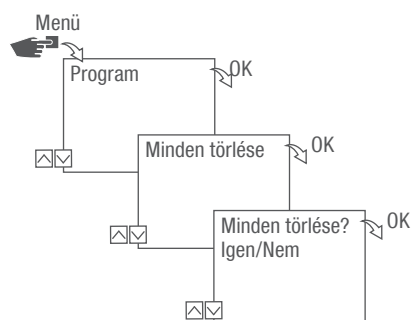 Menü
Program
OK
Minden törlése
OK
Minden törlése?
Igen/Nem
OK